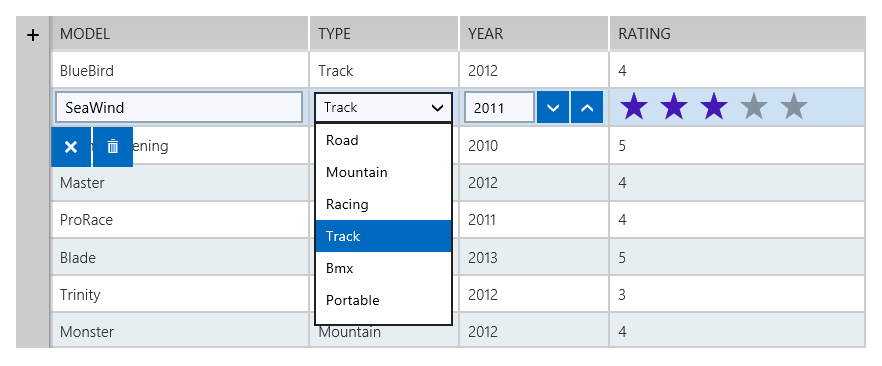 + MODEL TYPE YEAR RATING
BlueBird Track 2012 4
SeaWind Track 2011
Road
ening 2010 5
Mountain
Master 2012 4
Racing
ProRace 2011 4
Track
Blade 2013 5
Bmx
Trinity 2012 3
Portable
Monster Mountain 2012 4